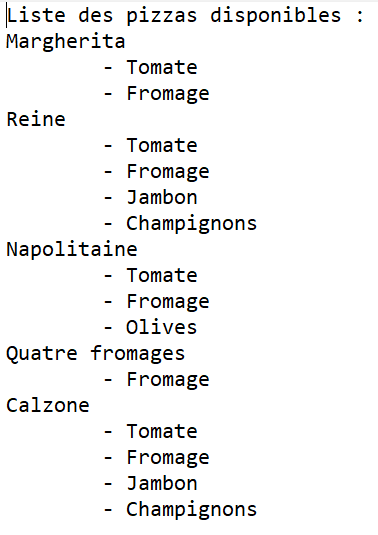 Liste des pizzas disponibles :
Margherita
- Tomate
- Fromage
Reine
- Tomate
- Fromage
- Jambon
- Champignons
Napolitaine
- Tomate
- Fromage
- Olives
Quatre fromages
- Fromage
Calzone
- Tomate
- Fromage
- Jambon
- Champignons